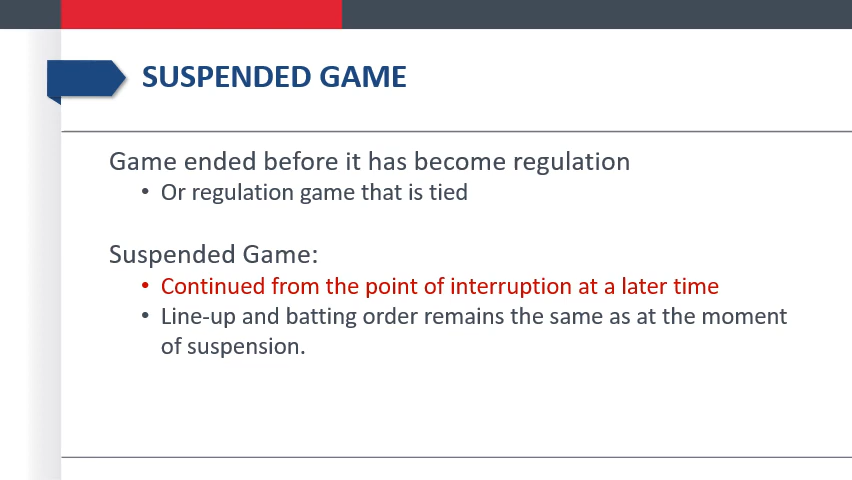 SUSPENDED GAME
Game ended before it has become regulation
• Or regulation game that is tied
Suspended Game:
• Continued from the point of interruption at a later time
• Line-up and batting order remains the same as at the moment
of suspension.